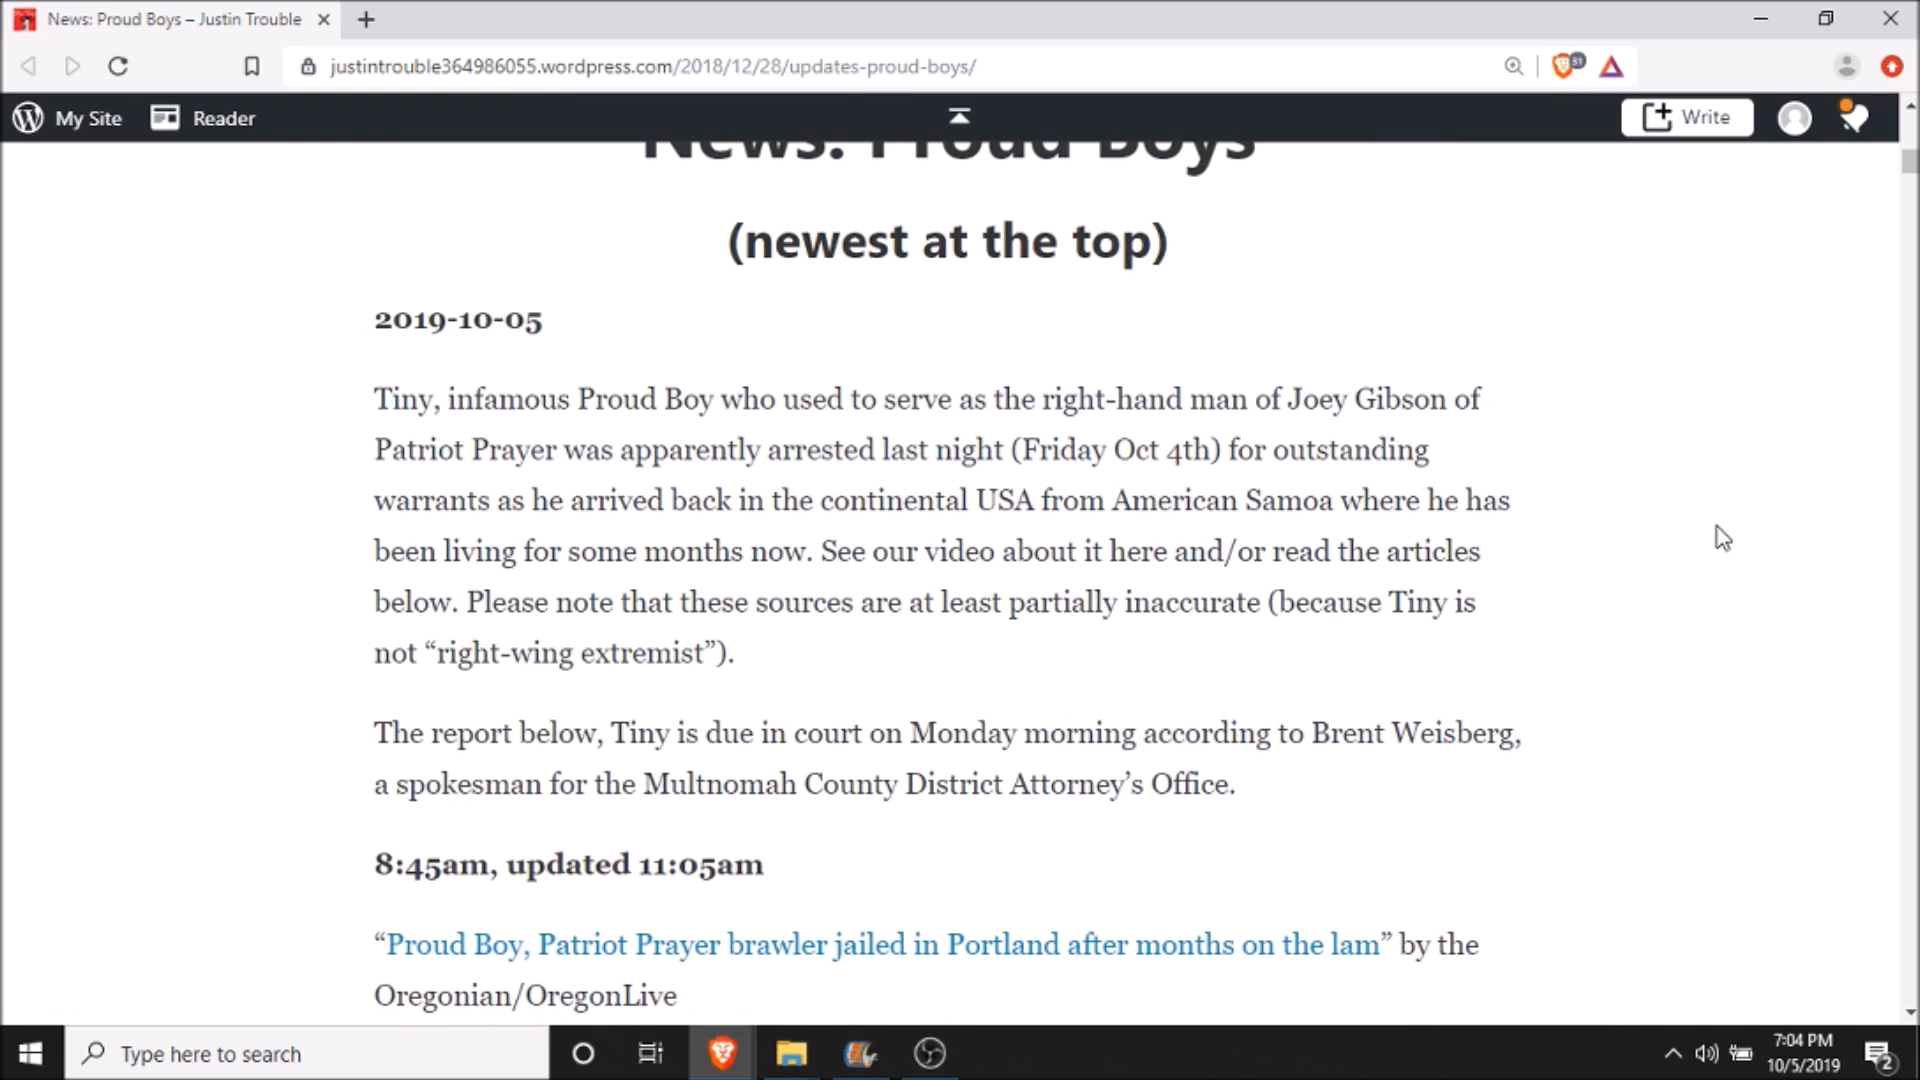 News: Proud Boys – Justin Trouble
justintrouble364986055.wordpress.com/2018/12/28/updates-proud-boys/
31
My Site
Reader
Write
News: Proud Boys
(newest at the top)
2019-10-05
Tiny, infamous Proud Boy who used to serve as the right-hand man of Joey Gibson of
Patriot Prayer was apparently arrested last night (Friday Oct 4th) for outstanding
warrants as he arrived back in the continental USA from American Samoa where he has
been living for some months now. See our video about it here and/or read the articles
below. Please note that these sources are at least partially inaccurate (because Tiny is
not “right-wing extremist”).
The report below, Tiny is due in court on Monday morning according to Brent Weisberg,
a spokesman for the Multnomah County District Attorney’s Office.
8:45am, updated 11:05am
“Proud Boy, Patriot Prayer brawler jailed in Portland after months on the lam” by the
Oregonian/OregonLive
Type here to search
7:04 PM
10/5/2019
2